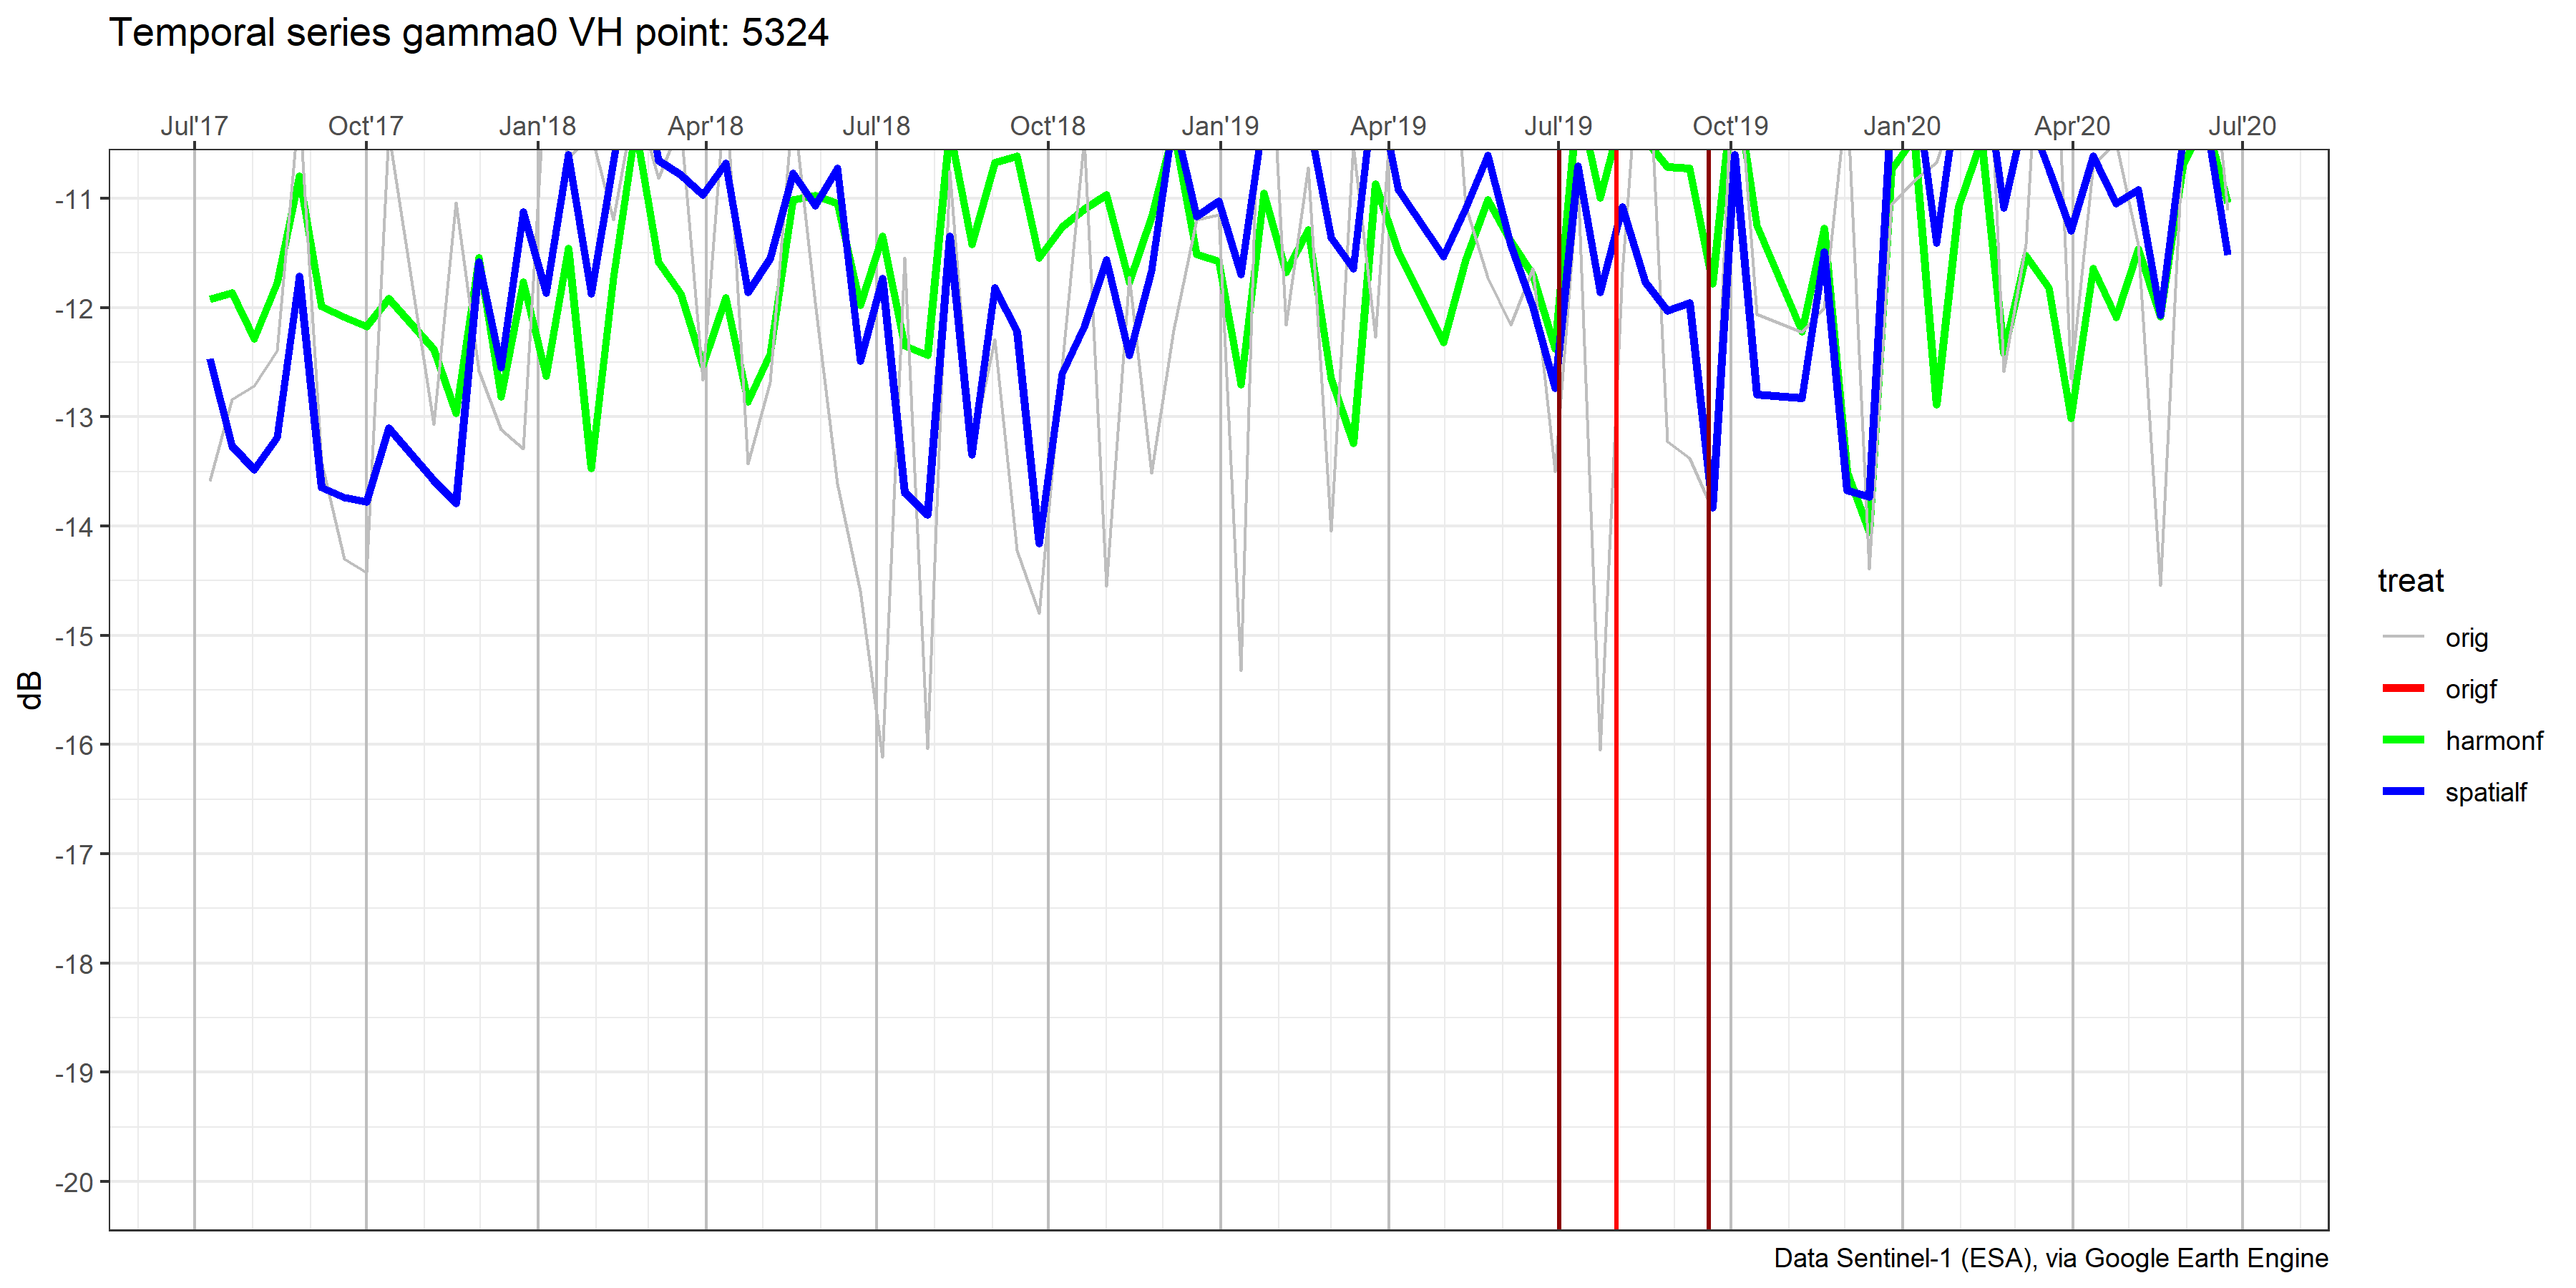 Temporal series gamma0 VH point: 5324
Jul'17 Oct'17 Jan'18 Apr'18 Jul'18 Oct'18 Jan'19 Apr'19 Jul'19 Oct'19 Jan'20 Apr'20 Jul'20
-11
-12
-13
-14
-15
-16
-17
-18
-19
-20
dB
treat
orig
origf
harmonf
spatialf
Data Sentinel-1 (ESA), via Google Earth Engine